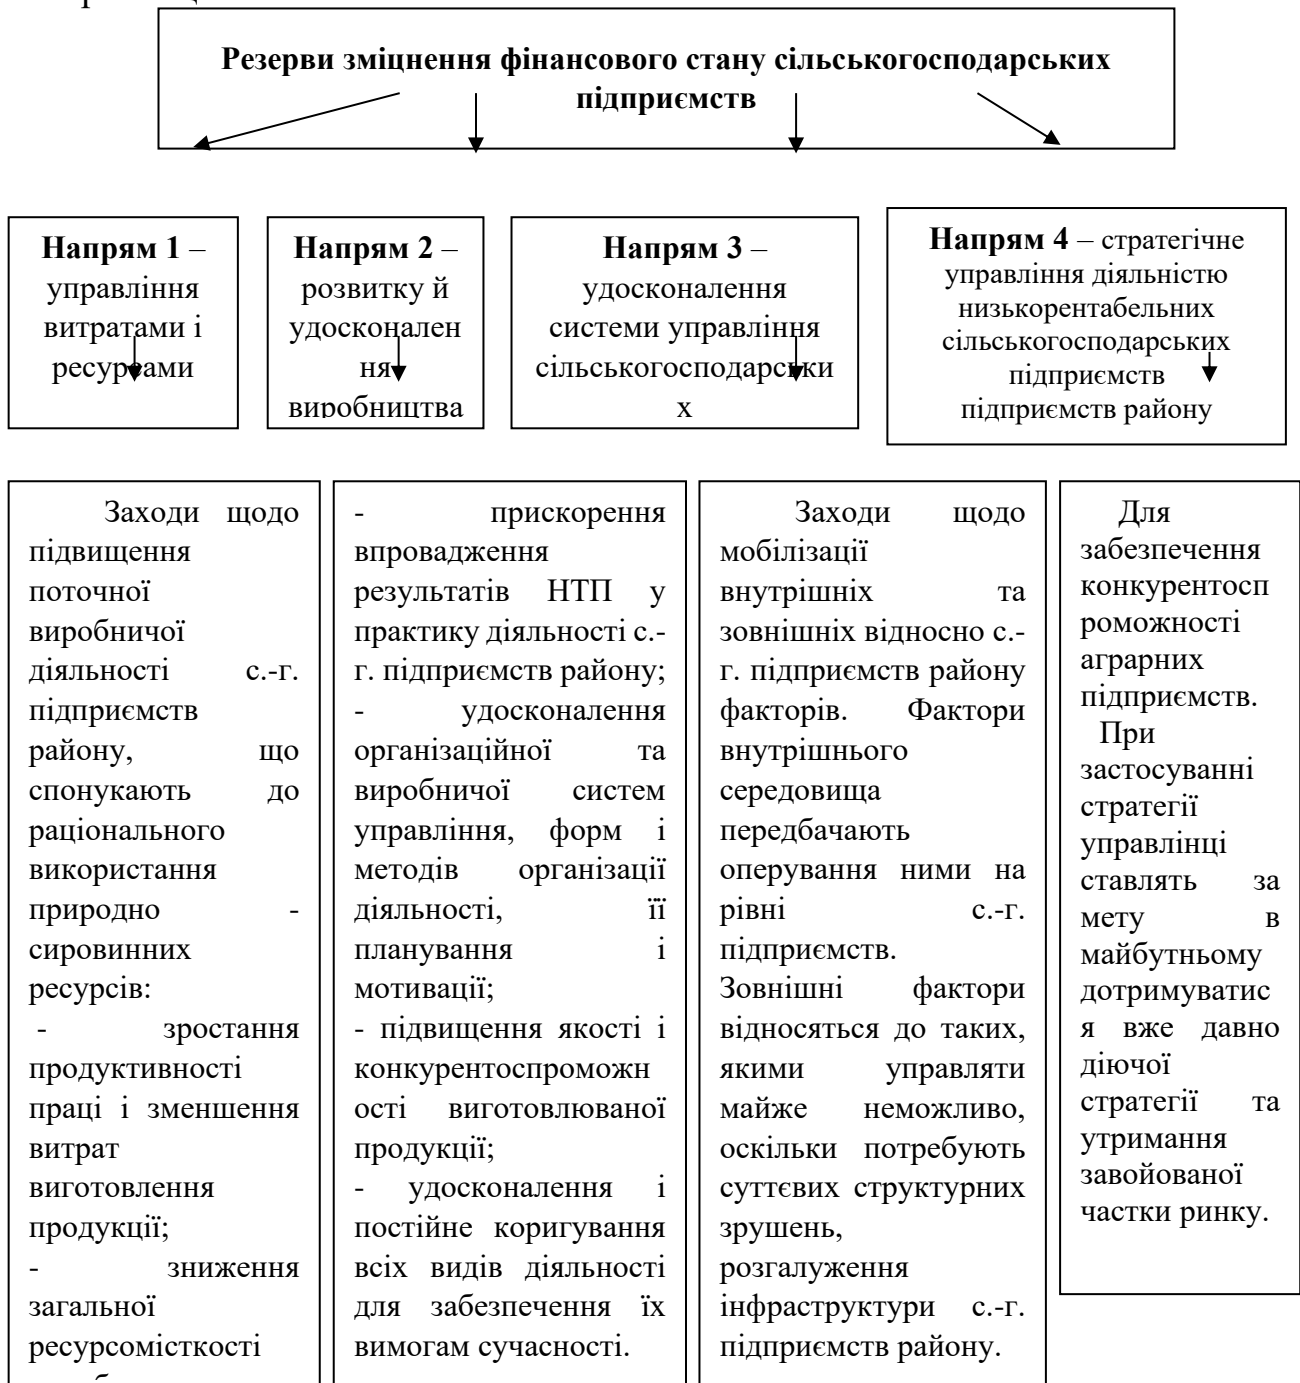 Резерви зміцнення фінансового стану сільськогосподарських
підприємств
Напрям 1 –
управління
витратами і
ресурсами
Напрям 2 –
розвитку й
удосконален
ня
виробництва
Напрям 3 –
удосконалення
системи управління
сільськогосподарськи
х
Напрям 4 – стратегічне
управління діяльністю
низькорентабельних
сільськогосподарських
підприємств
підприємств району
Заходи щодо
підвищення
поточної
виробничої
діяльності с.-г.
підприємств
району, що
спонукають до
раціонального
використання
природно -
сировинних
ресурсів:
- зростання
продуктивності
праці і зменшення
витрат
виготовлення
продукції;
- зниження
загальної
ресурсомісткості
- прискорення
впровадження
результатів НТП у
практику діяльності с.-
г. підприємств району;
- удосконалення
організаційної та
виробничої систем
управління, форм і
методів організації
діяльності, її
планування і
мотивації;
- підвищення якості і
конкурентоспроможн
ості виготовлюваної
продукції;
- удосконалення і
постійне коригування
всіх видів діяльності
для забезпечення їх
вимогам сучасності.
Заходи щодо
мобілізації
внутрішніх та
зовнішніх відносно с.-
г. підприємств району
факторів. Фактори
внутрішнього
середовища
передбачають
оперування ними на
рівні с.-г.
підприємств.
Зовнішні фактори
відносяться до таких,
якими управляти
майже неможливо,
оскільки потребують
суттєвих структурних
зрушень,
розгалуження
інфраструктури с.-г.
підприємств району.
Для
забезпечення
конкурентосп
роможності
аграрних
підприємств.
При
застосуванні
стратегії
управлінці
ставлять за
мету в
майбутньому
дотримуватис
я вже давно
діючої
стратегії та
утримання
завойованої
частки ринку.